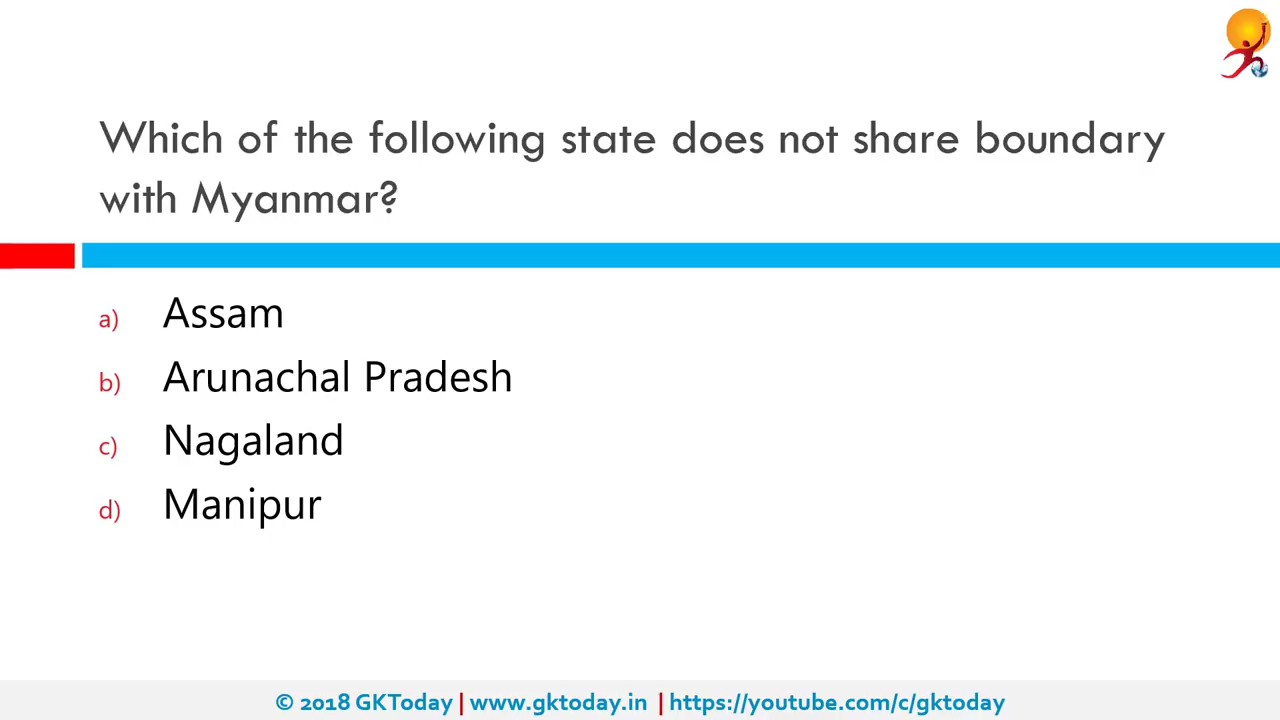 Which of the following state does not share boundary
with Myanmar?
a) Assam
b) Arunachal Pradesh
c) Nagaland
d) Manipur
© 2018 GKToday | www.gktoday.in | https://youtube.com/c/gktoday